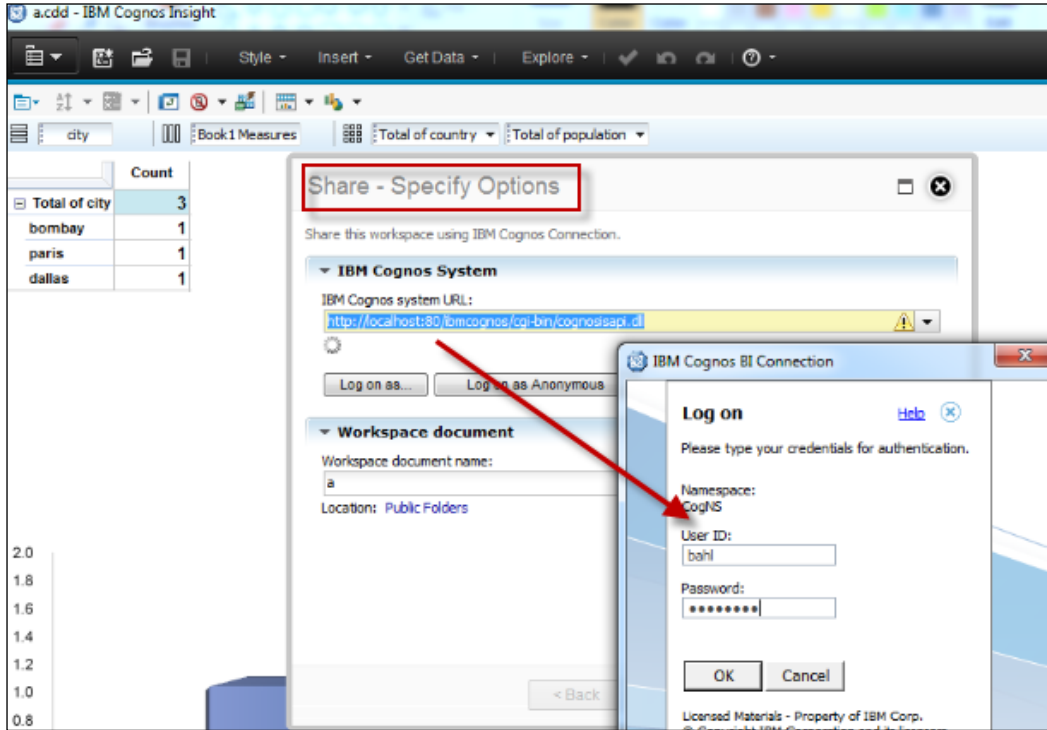 a.cdd - IBM Cognos Insight
Style Insert Get Data Explore
city Book1 Measures Total of country Total of population
Count
Total of city 3
bombay 1
paris 1
dallas 1
Share - Specify Options
Share this workspace using IBM Cognos Connection.
IBM Cognos System
IBM Cognos system URL:
http://localhost:80/ibmcognos/cgi-bin/cognosisapi.dll
Log on as... Log on as Anonymous
Workspace document
Workspace document name:
a
Location: Public Folders
< Back
IBM Cognos BI Connection
Log on Help
Please type your credentials for authentication.
Namespace:
CogNS
User ID:
bahl
Password:
••••••••
OK Cancel
Licensed Materials - Property of IBM Corp.
2.0
1.8
1.6
1.4
1.2
1.0
0.8